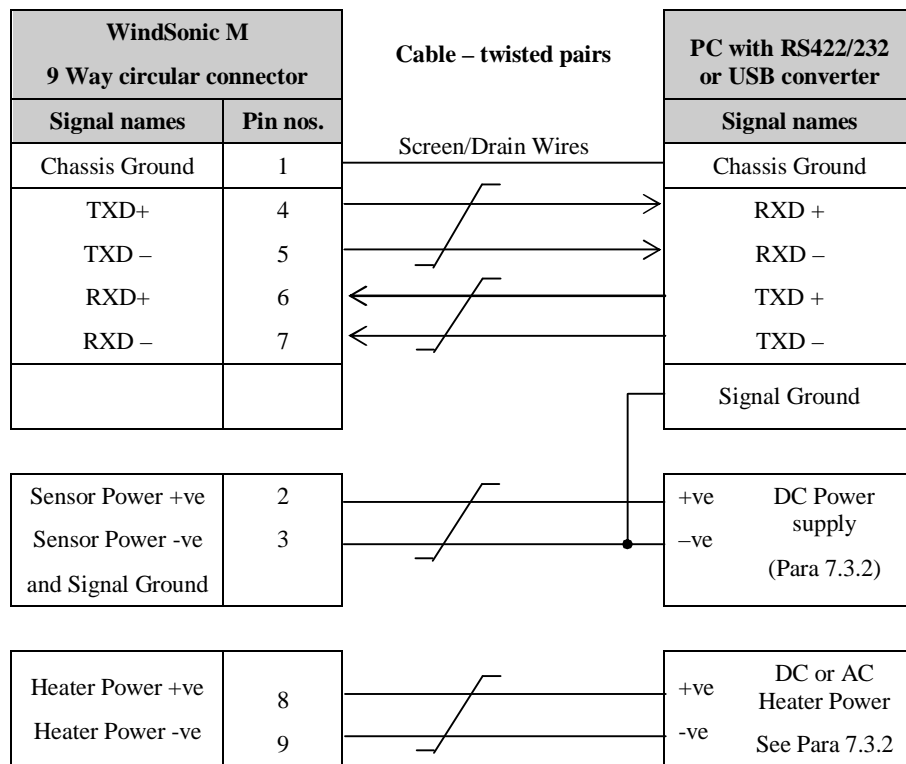 WindSonic M
9 Way circular connector
Cable – twisted pairs
PC with RS422/232
or USB converter
Signal names Pin nos.
Signal names
Screen/Drain Wires
Chassis Ground 1
Chassis Ground
TXD+ 4
RXD +
TXD – 5
RXD –
RXD+ 6
TXD +
RXD – 7
TXD –
Signal Ground
Sensor Power +ve 2
Sensor Power -ve 3
and Signal Ground
+ve DC Power
supply
–ve
(Para 7.3.2)
Heater Power +ve 8
Heater Power -ve 9
+ve DC or AC
Heater Power
-ve See Para 7.3.2